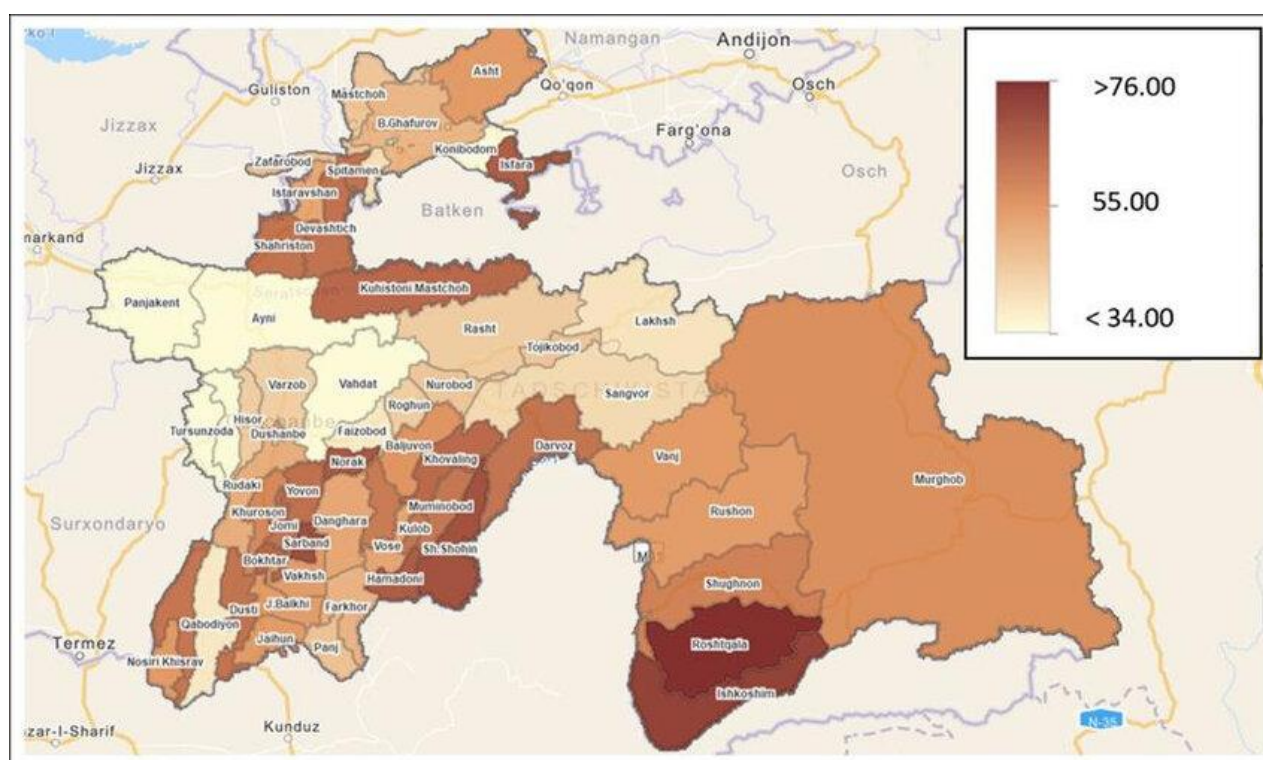 Namangan
Andijon
Asht
Qo'qon
Osch
Guliston
Mastchoh
>76.00
B.Ghafurov
Jizzax
Farg'ona
Konibodom
Isfara
Zafarobod
Spitamen
Jizzax
Osch
Istaravshan
55.00
Batken
Devashtich
Shahriston
Kuhistoni Mastchoh
Panjakent
Ayni
Lakhsh
< 34.00
Rasht
Tojikobod
Varzob
Vahdat
Nurobod
Sangvor
Roghun
Hisor
Tursunzoda
Dushanbe
Faizobod
Baljuvon
Darvoz
Khovaling
Norak
Vanj
Murghob
Rudaki
Yovon
Muminobod
Khuroson
Danghara
Rushon
Surxondaryo
Jomi
Kulob
Sarband
Vose
Sh.Shohin
Bokhtar
Vakhsh
Hamadoni
Shughnon
Dusti
J.Balkhi
Farkhor
Qabodiyon
Termez
Jaihun
Panj
Roshtqala
Nosiri Khisrav
Ishkoshim
Kunduz
N-35